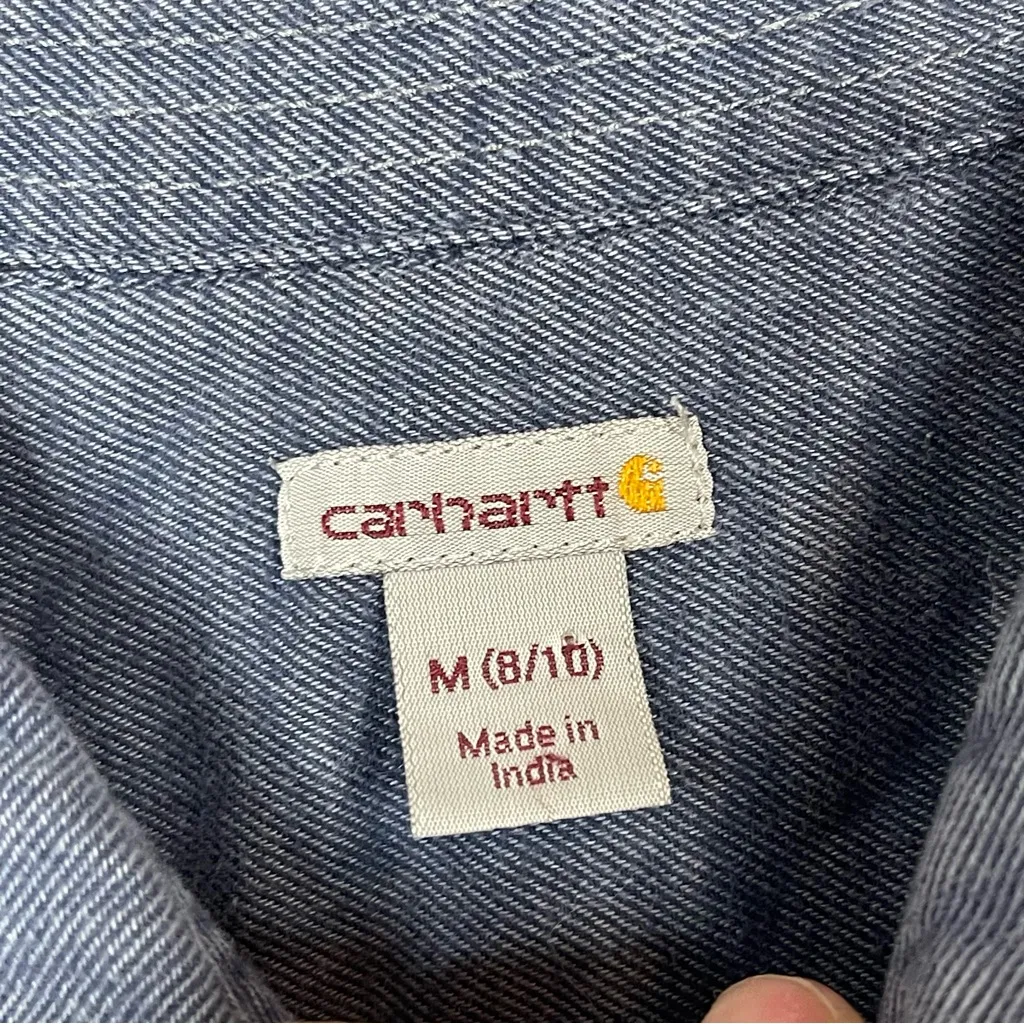 carhartt
M (8/10)
Made in
India